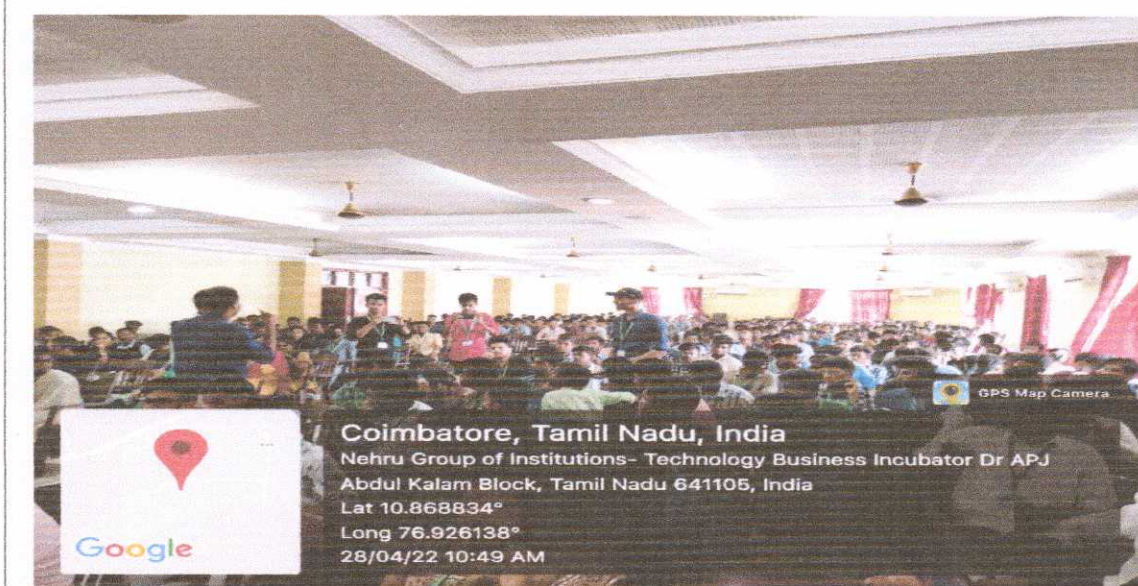 GPS Map Camera
Coimbatore, Tamil Nadu, India
Nehru Group of Institutions- Technology Business Incubator Dr APJ
Abdul Kalam Block, Tamil Nadu 641105, India
Lat 10.868834°
Long 76.926138°
28/04/22 10:49 AM
Google